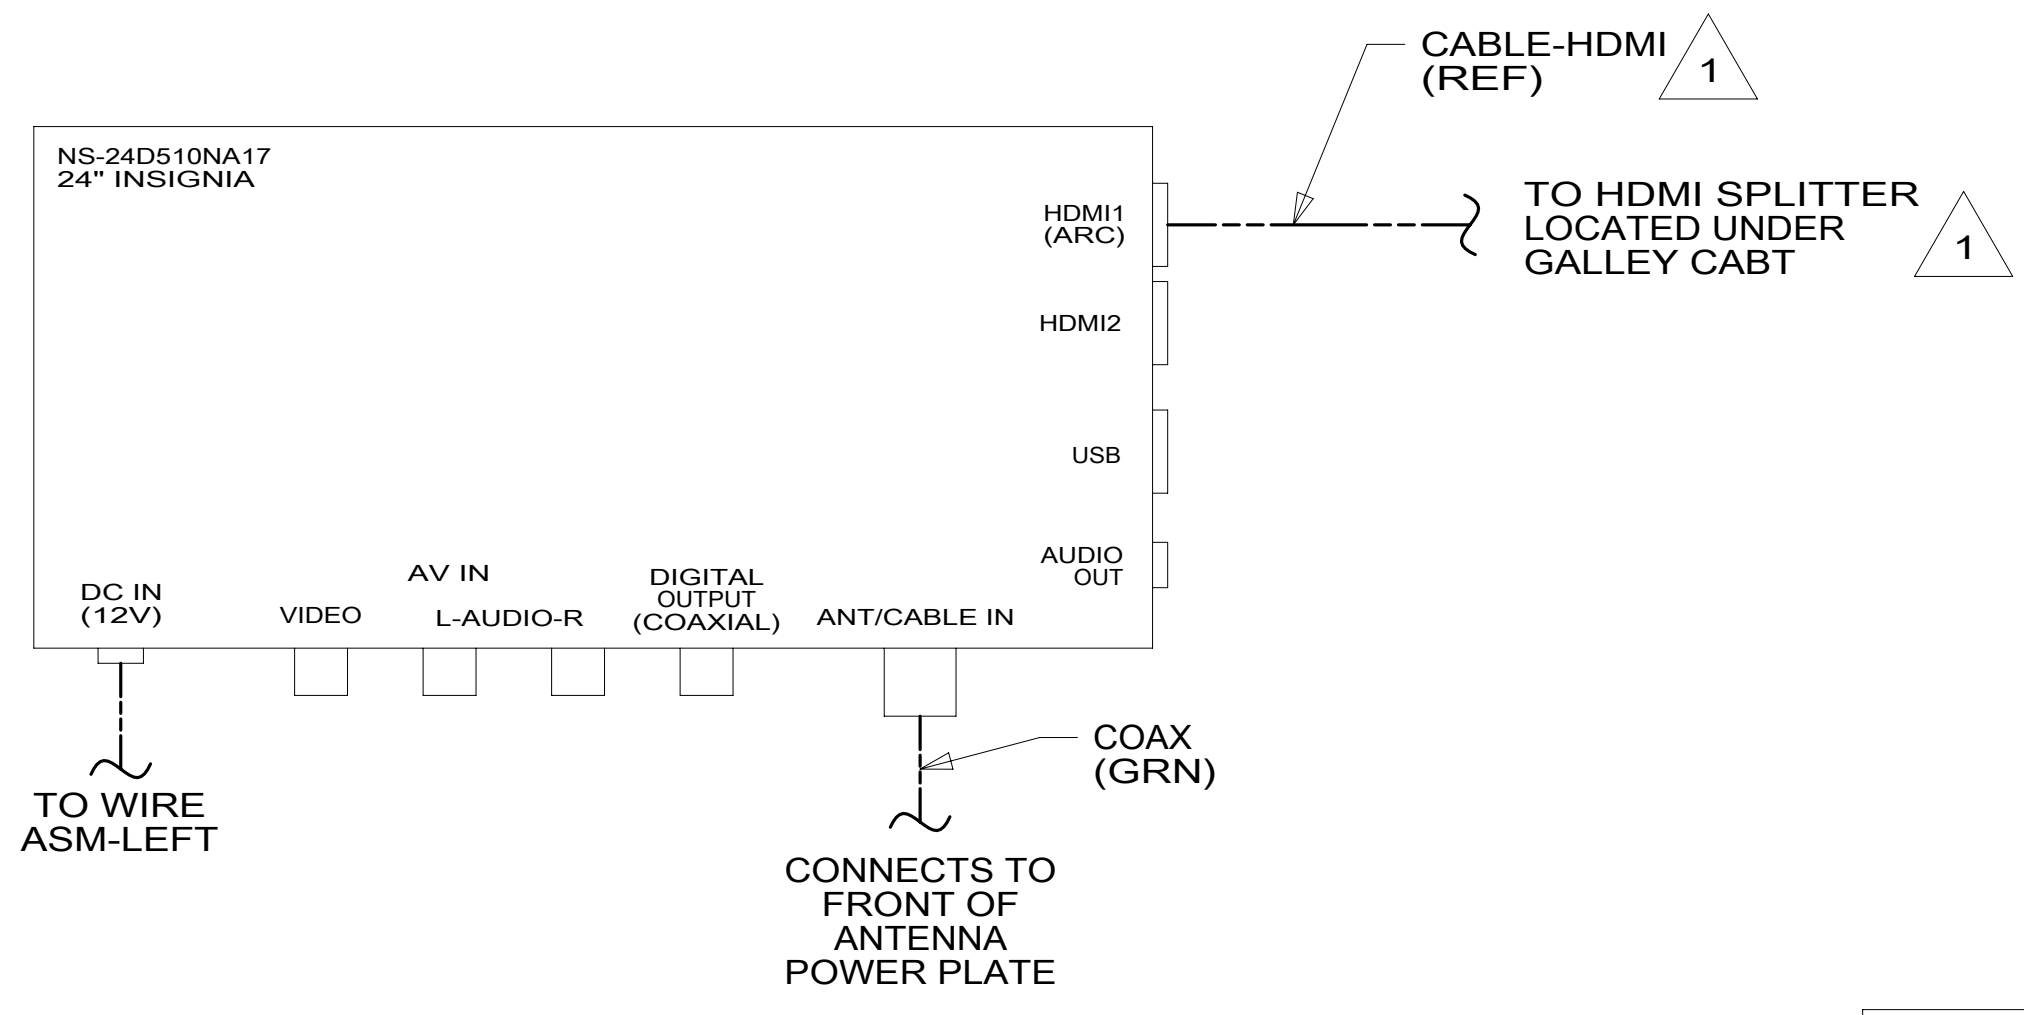 CABLE-HDMI
(REF)
1
NS-24D510NA17
24" INSIGNIA
HDMI1
(ARC)
TO HDMI SPLITTER
LOCATED UNDER
GALLEY CABT
1
HDMI2
USB
AUDIO
OUT
DC IN
(12V)
VIDEO
AV IN
L-AUDIO-R
DIGITAL
OUTPUT
(COAXIAL)
ANT/CABLE IN
COAX
(GRN)
TO WIRE
ASM-LEFT
CONNECTS TO
FRONT OF
ANTENNA
POWER PLATE